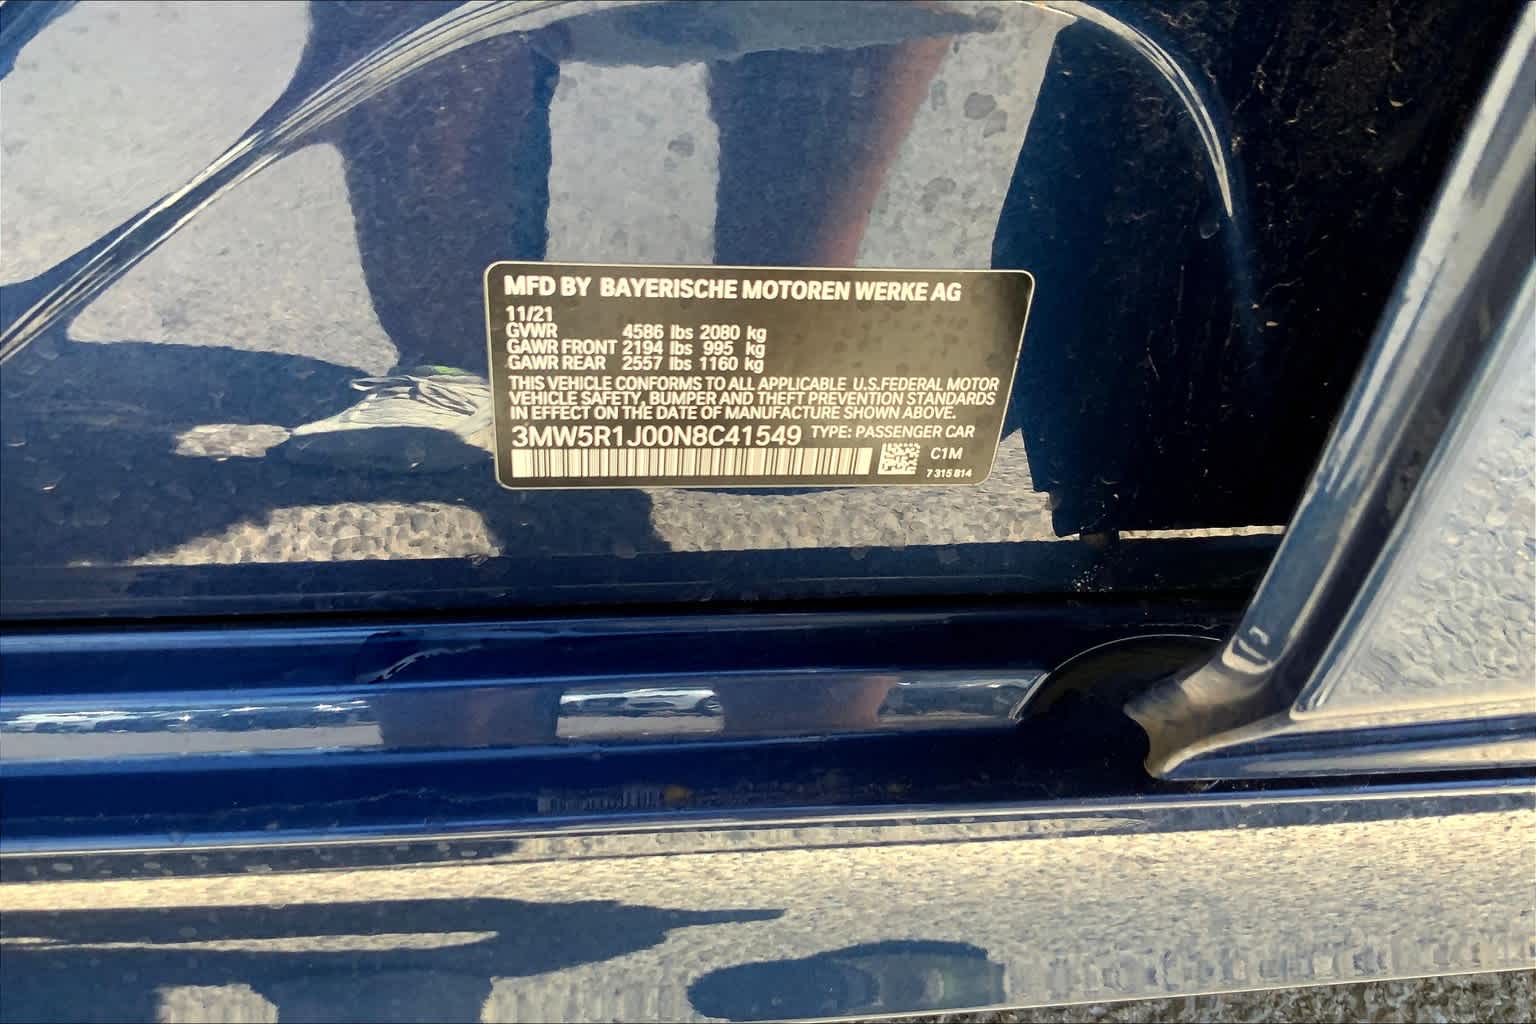 MFD BY BAYERISCHE MOTOREN WERKE AG
11/21
GVWR 4586 lbs 2080 kg
GAWR FRONT 2194 lbs 995 kg
GAWR REAR 2557 lbs 1160 kg
THIS VEHICLE CONFORMS TO ALL APPLICABLE U.S.FEDERAL MOTOR
VEHICLE SAFETY, BUMPER AND THEFT PREVENTION STANDARDS
IN EFFECT ON THE DATE OF MANUFACTURE SHOWN ABOVE.
3MW5R1J00N8C41549 TYPE: PASSENGER CAR
C1M
7 315 814